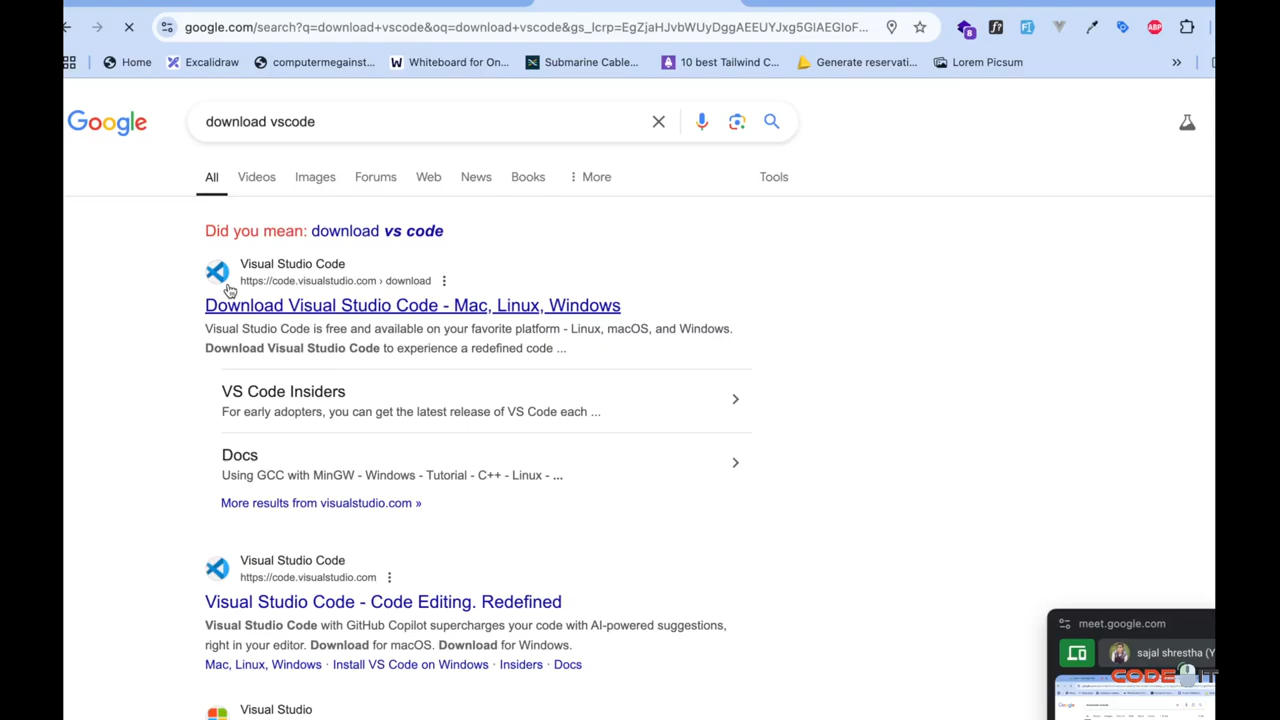 google.com/search?q=download+vscode&oq=download+vscode&gs_lcrp=EgZjaHJvbWUyDggAEEUYJxg5GIAEGIoF...
8
f?
FI
ABP
Home
Excalidraw
computermegainst...
Whiteboard for On...
Submarine Cable...
10 best Tailwind C...
Generate reservati...
Lorem Picsum
»
Google
download vscode
All
Videos
Images
Forums
Web
News
Books
More
Tools
Did you mean: download vs code
Visual Studio Code
https://code.visualstudio.com › download
Download Visual Studio Code - Mac, Linux, Windows
Visual Studio Code is free and available on your favorite platform - Linux, macOS, and Windows.
Download Visual Studio Code to experience a redefined code ...
VS Code Insiders
For early adopters, you can get the latest release of VS Code each ...
Docs
Using GCC with MinGW - Windows - Tutorial - C++ - Linux - ...
More results from visualstudio.com »
Visual Studio Code
https://code.visualstudio.com
Visual Studio Code - Code Editing. Redefined
Visual Studio Code with GitHub Copilot supercharges your code with AI-powered suggestions,
right in your editor. Download for macOS. Download for Windows.
Mac, Linux, Windows · Install VS Code on Windows · Insiders · Docs
Visual Studio
meet.google.com
sajal shrestha (Y
CODE IT